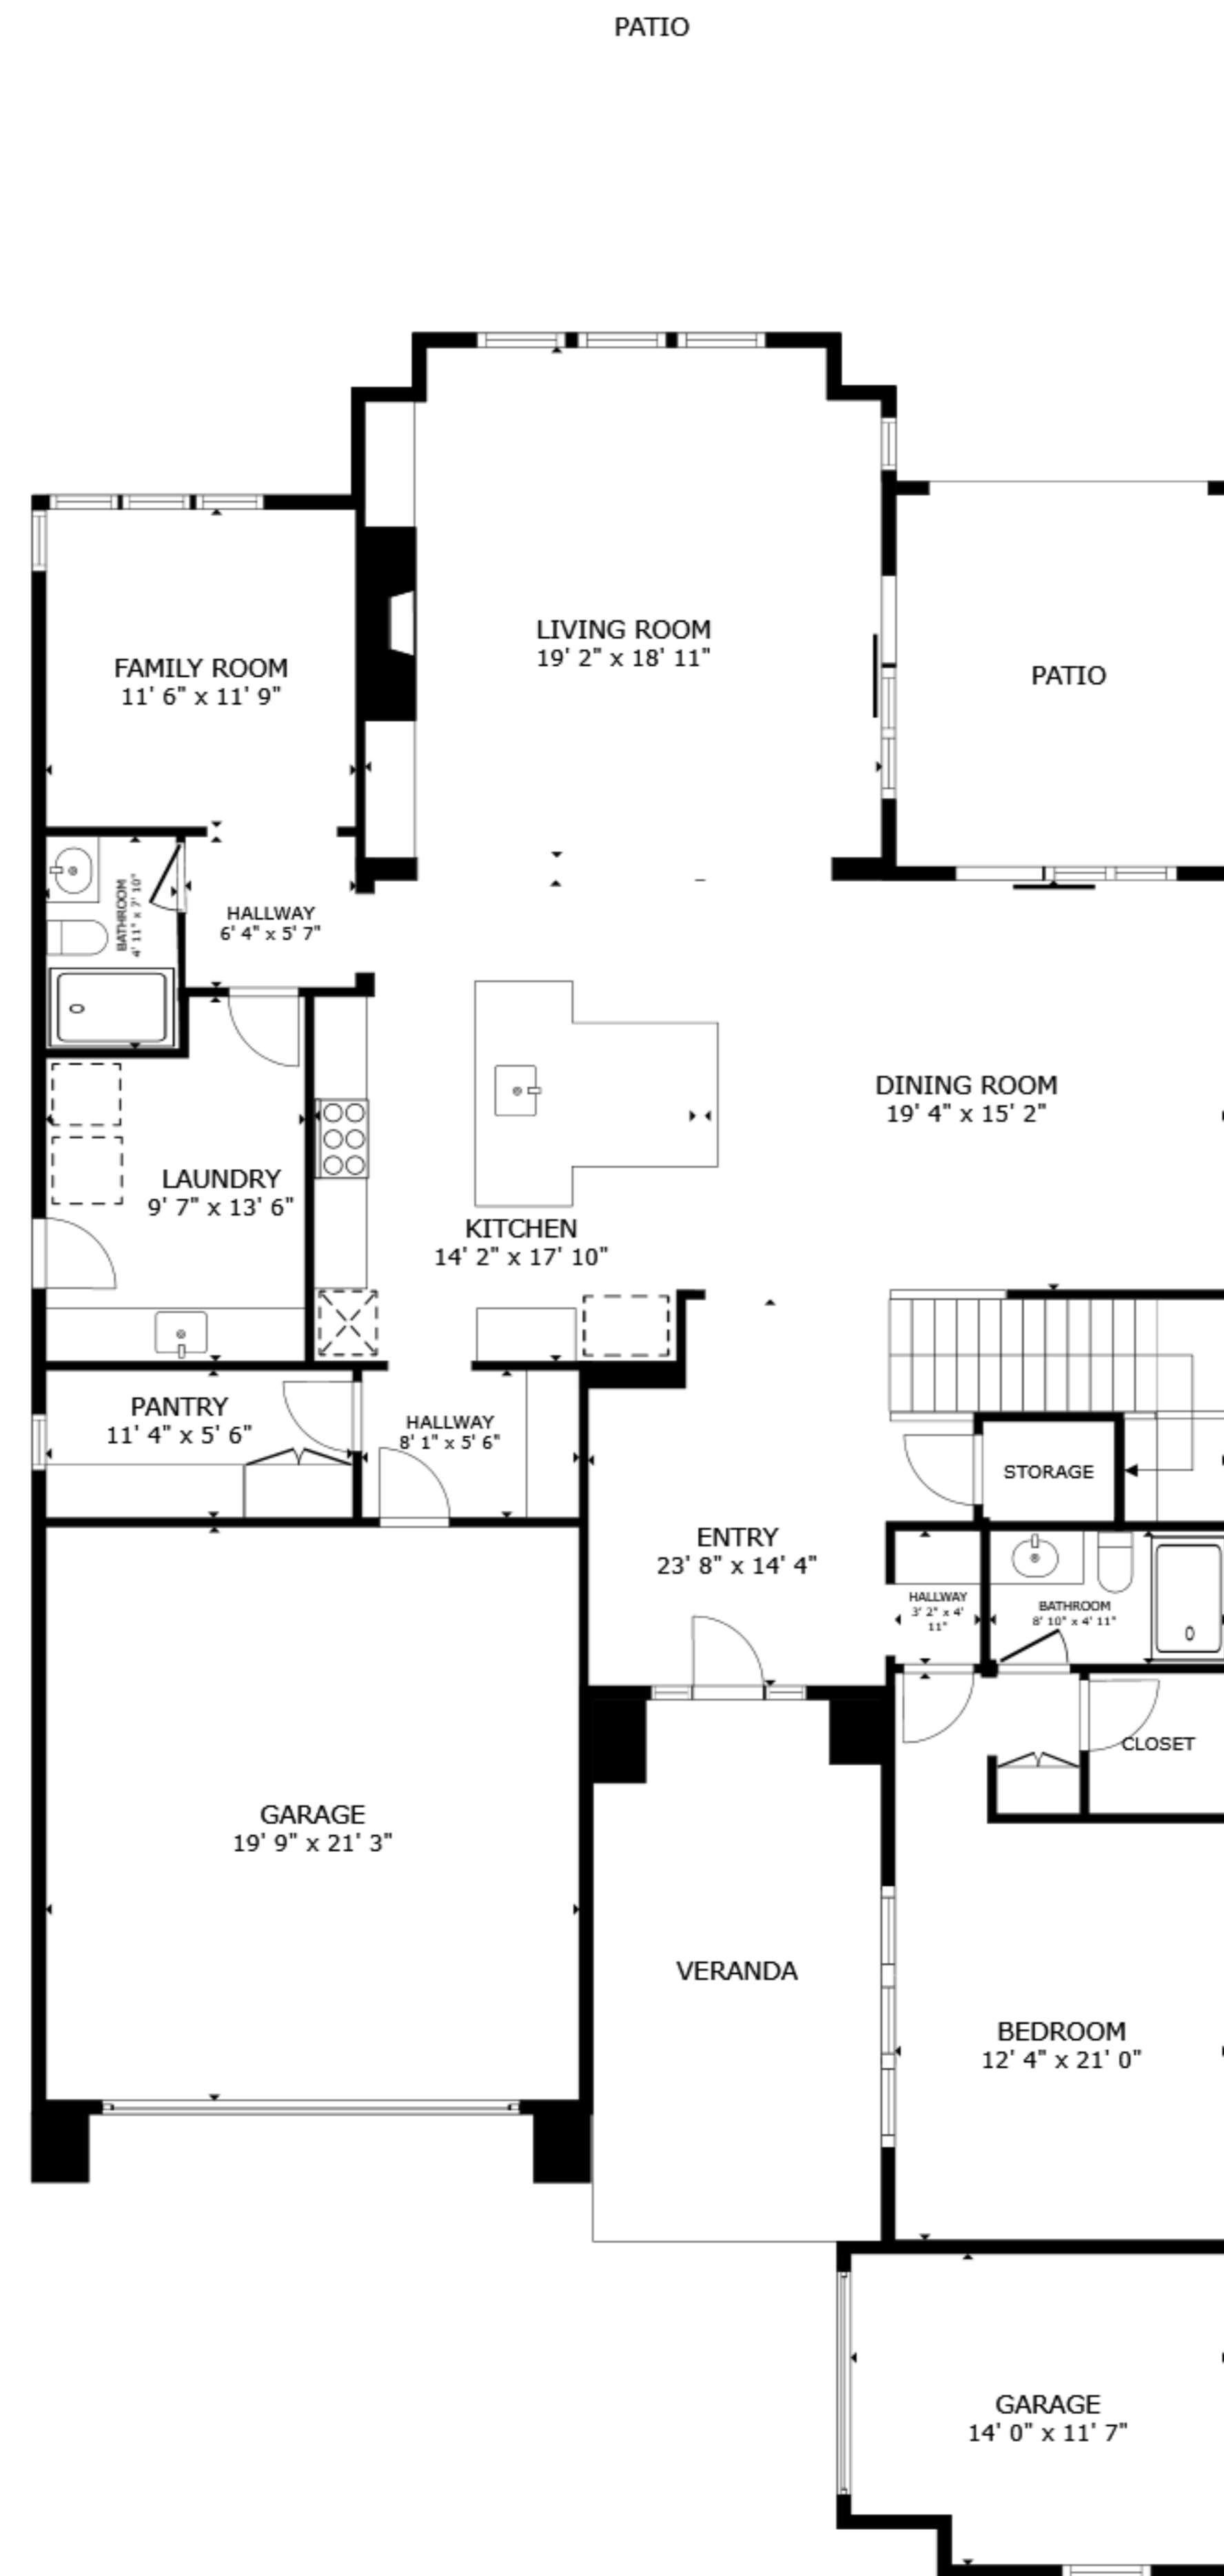 PATIO
LIVING ROOM
19' 2" x 18' 11"
FAMILY ROOM
11' 6" x 11' 9"
PATIO
BATHROOM
4' 11" x 7' 10"
HALLWAY
6' 4" x 5' 7"
DINING ROOM
19' 4" x 15' 2"
LAUNDRY
9' 7" x 13' 6"
KITCHEN
14' 2" x 17' 10"
PANTRY
11' 4" x 5' 6"
HALLWAY
8' 1" x 5' 6"
STORAGE
ENTRY
23' 8" x 14' 4"
HALLWAY
3' 2" x 4'
11"
BATHROOM
8' 10" x 4' 11"
CLOSET
GARAGE
19' 9" x 21' 3"
VERANDA
BEDROOM
12' 4" x 21' 0"
GARAGE
14' 0" x 11' 7"